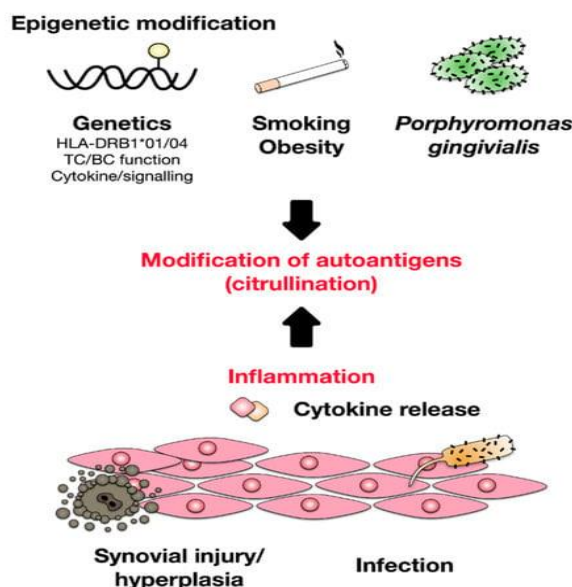 Epigenetic modification
Genetics
HLA-DRB1*01/04
TC/BC function
Cytokine/signalling
Smoking
Obesity
Porphyromonas
gingivialis
Modification of autoantigens
(citrullination)
Inflammation
Cytokine release
Synovial injury/
hyperplasia
Infection